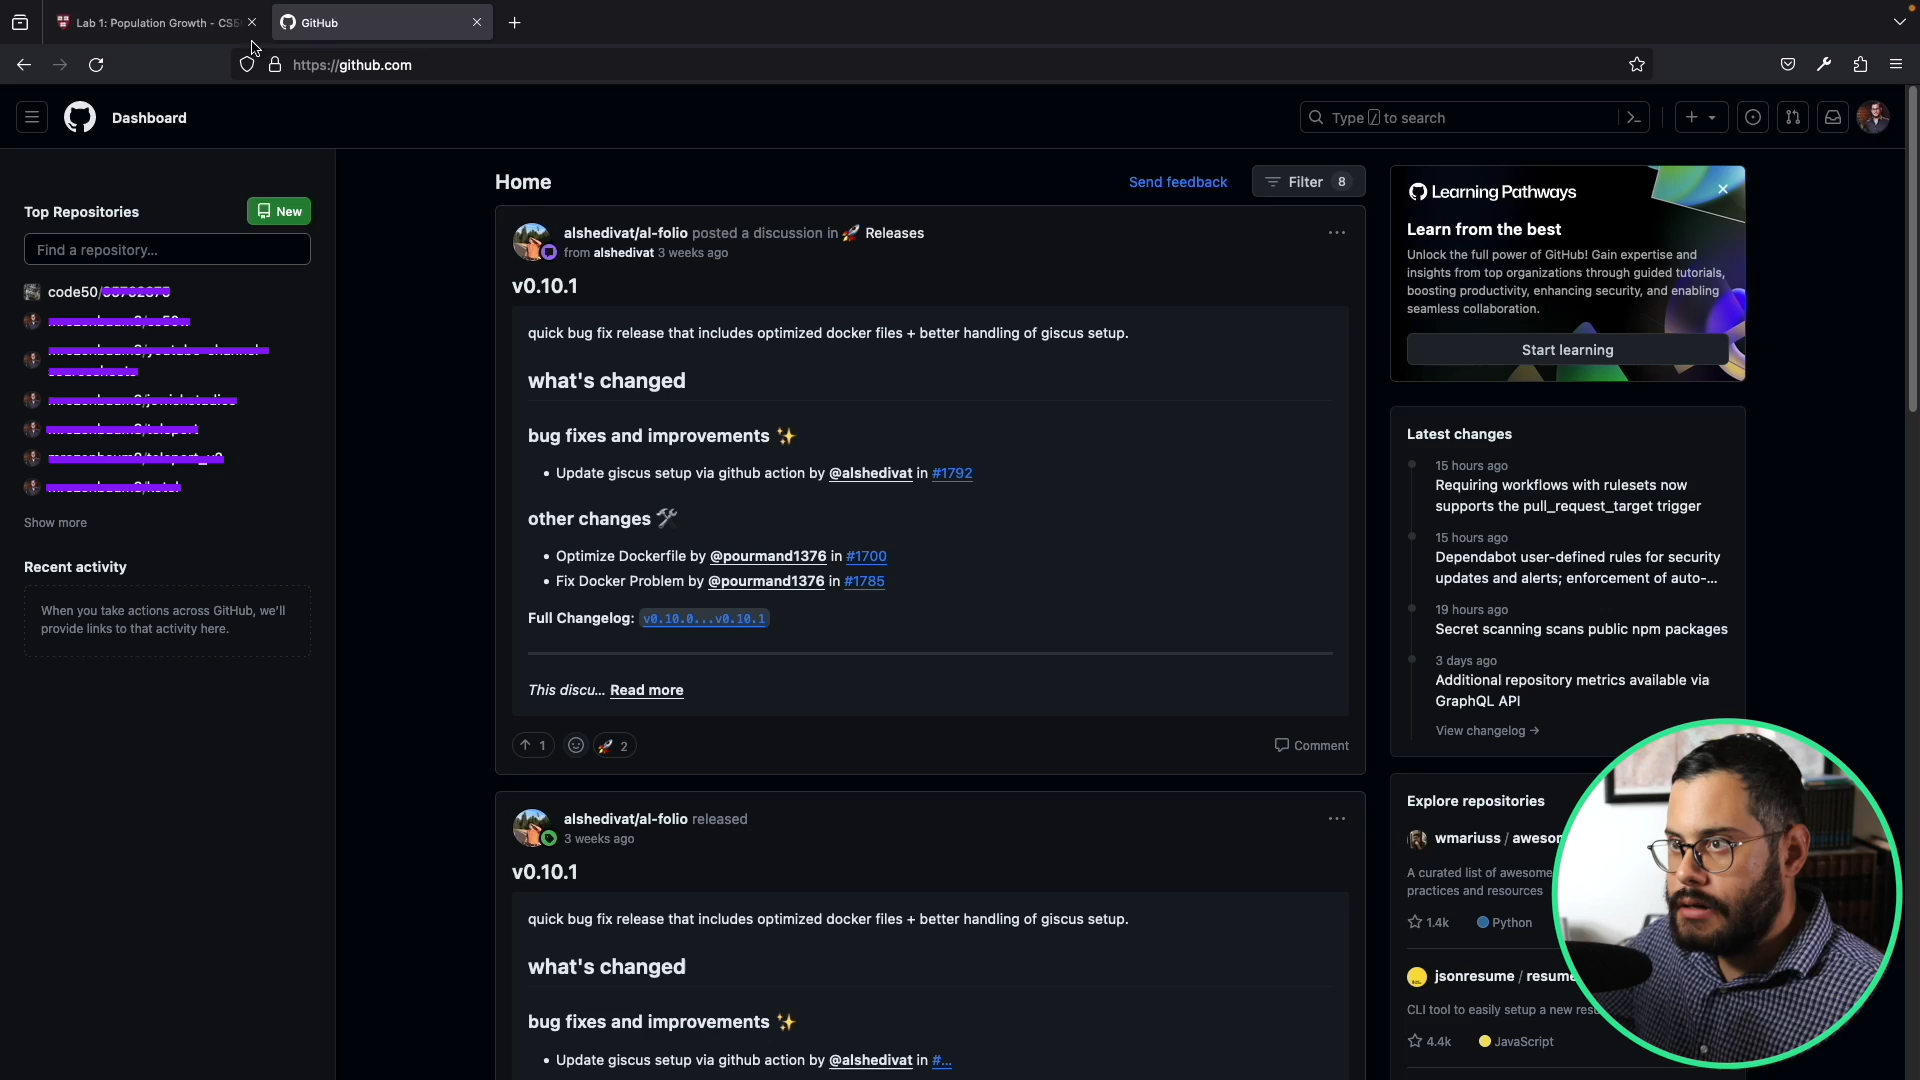 Lab 1: Population Growth - CS5
GitHub
https://github.com
Dashboard
Type / to search
Top Repositories
New
Find a repository...
code50/
Show more
Recent activity
When you take actions across GitHub, we'll
provide links to that activity here.
Home
Send feedback
Filter 8
alshedivat/al-folio posted a discussion in 🚀 Releases
from alshedivat 3 weeks ago
v0.10.1
quick bug fix release that includes optimized docker files + better handling of giscus setup.
what's changed
bug fixes and improvements ✨
• Update giscus setup via github action by @alshedivat in #1792
other changes 🛠
• Optimize Dockerfile by @pourmand1376 in #1700
• Fix Docker Problem by @pourmand1376 in #1785
Full Changelog: v0.10.0...v0.10.1
This discu... Read more
1
2
Comment
alshedivat/al-folio released
3 weeks ago
v0.10.1
quick bug fix release that includes optimized docker files + better handling of giscus setup.
what's changed
bug fixes and improvements ✨
• Update giscus setup via github action by @alshedivat in #...
Learning Pathways
Learn from the best
Unlock the full power of GitHub! Gain expertise and
insights from top organizations through guided tutorials,
boosting productivity, enhancing security, and enabling
seamless collaboration.
Start learning
Latest changes
15 hours ago
Requiring workflows with rulesets now
supports the pull_request_target trigger
15 hours ago
Dependabot user-defined rules for security
updates and alerts; enforcement of auto-...
19 hours ago
Secret scanning scans public npm packages
3 days ago
Additional repository metrics available via
GraphQL API
View changelog →
Explore repositories
wmariuss / awesom
A curated list of awesome
practices and resources
1.4k Python
jsonresume / resume
CLI tool to easily setup a new
4.4k JavaScript